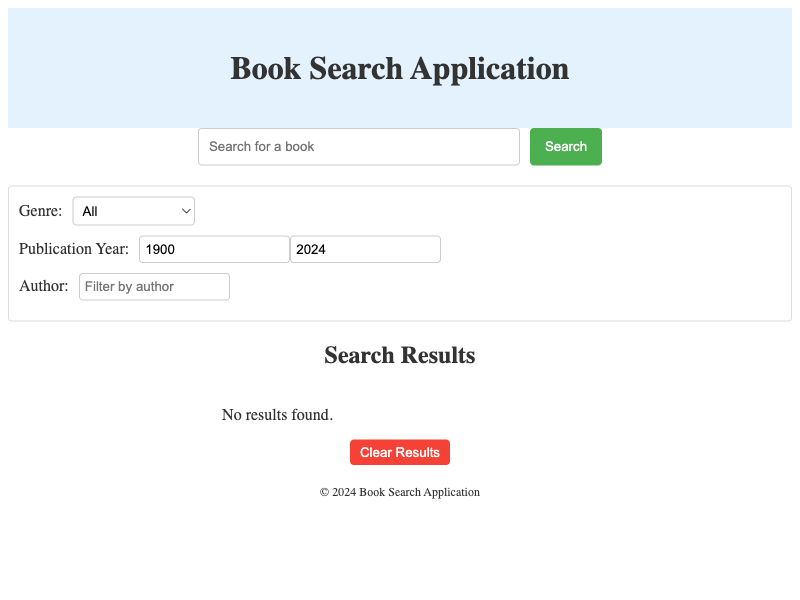 Book Search Application
Search for a book Search
Genre: All
Publication Year: 1900 2024
Author: Filter by author
Search Results
No results found.
Clear Results
© 2024 Book Search Application